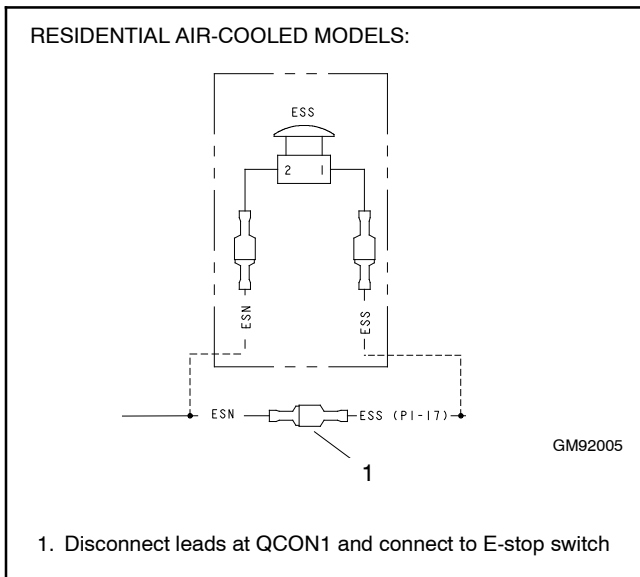 RESIDENTIAL AIR-COOLED MODELS:
ESS
2 1
ESN
ESS
ESN
ESS (P1-17)
GM92005
1
1. Disconnect leads at QCON1 and connect to E-stop switch